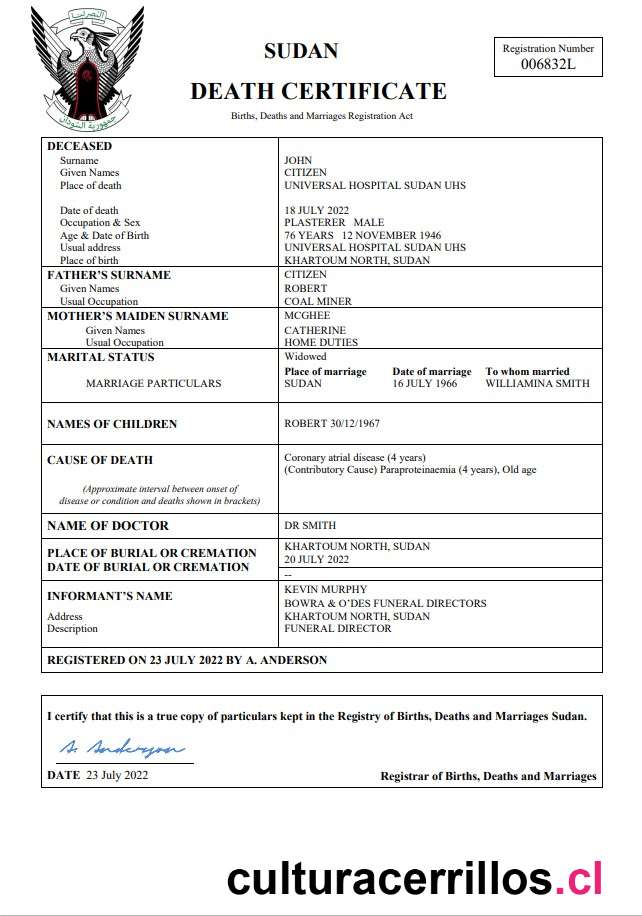 النصر لنا
جمهورية السودان
SUDAN
DEATH CERTIFICATE
Births, Deaths and Marriages Registration Act
Registration Number
006832L
DECEASED
Surname JOHN
Given Names CITIZEN
Place of death UNIVERSAL HOSPITAL SUDAN UHS
Date of death 18 JULY 2022
Occupation & Sex PLASTERER MALE
Age & Date of Birth 76 YEARS 12 NOVEMBER 1946
Usual address UNIVERSAL HOSPITAL SUDAN UHS
Place of birth KHARTOUM NORTH, SUDAN
FATHER'S SURNAME CITIZEN
Given Names ROBERT
Usual Occupation COAL MINER
MOTHER'S MAIDEN SURNAME MCGHEE
Given Names CATHERINE
Usual Occupation HOME DUTIES
MARITAL STATUS Widowed
Place of marriage Date of marriage To whom married
MARRIAGE PARTICULARS SUDAN 16 JULY 1966 WILLIAMINA SMITH
NAMES OF CHILDREN ROBERT 30/12/1967
CAUSE OF DEATH Coronary atrial disease (4 years)
(Contributory Cause) Paraproteinaemia (4 years), Old age
(Approximate interval between onset of
disease or condition and deaths shown in brackets)
NAME OF DOCTOR DR SMITH
PLACE OF BURIAL OR CREMATION KHARTOUM NORTH, SUDAN
DATE OF BURIAL OR CREMATION 20 JULY 2022
--
INFORMANT'S NAME KEVIN MURPHY
BOWRA & O'DES FUNERAL DIRECTORS
Address KHARTOUM NORTH, SUDAN
Description FUNERAL DIRECTOR
REGISTERED ON 23 JULY 2022 BY A. ANDERSON
I certify that this is a true copy of particulars kept in the Registry of Births, Deaths and Marriages Sudan.
S. Anderson
DATE 23 July 2022 Registrar of Births, Deaths and Marriages
culturacerrillos.cl